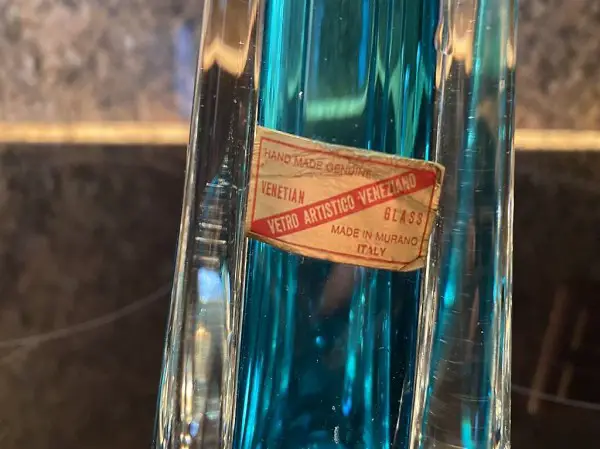 HAND MADE GENUINE
VENETIAN
VETRO ARTISTICO VENEZIANO
GLASS
MADE IN MURANO
ITALY